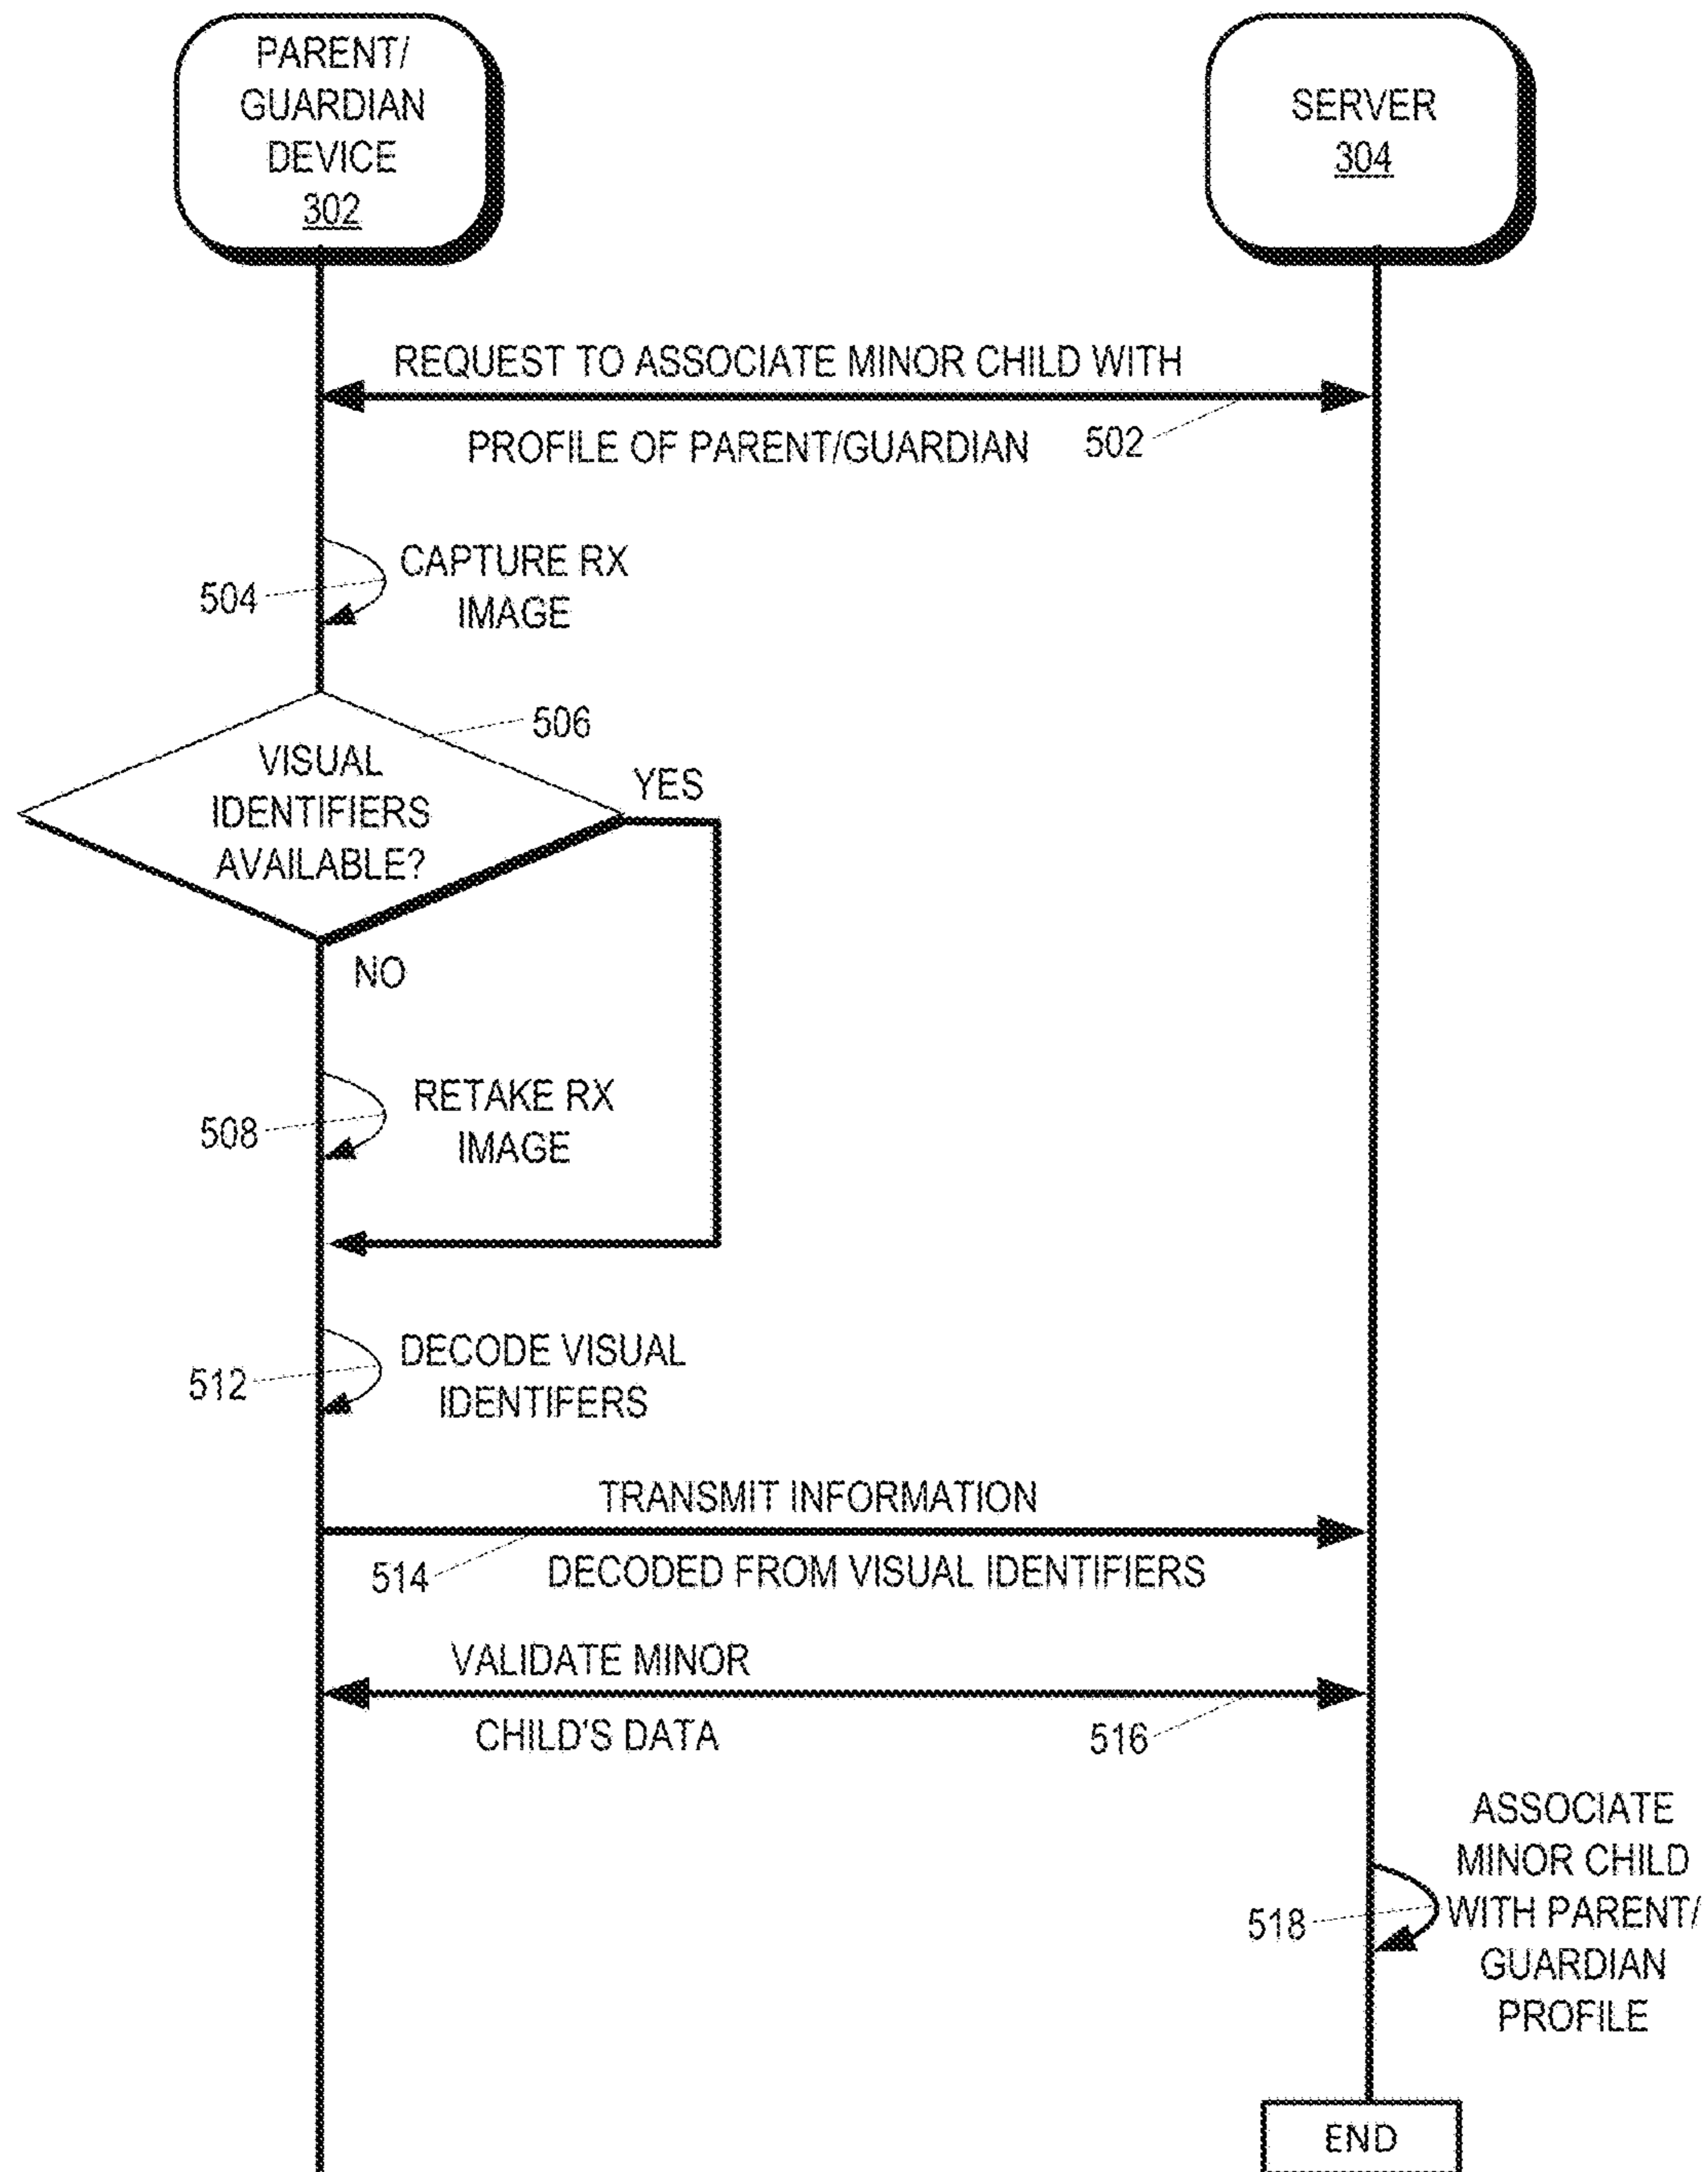 PARENT/
GUARDIAN
DEVICE
302
SERVER
304
REQUEST TO ASSOCIATE MINOR CHILD WITH
PROFILE OF PARENT/GUARDIAN
502
CAPTURE RX
IMAGE
504
506
VISUAL
IDENTIFIERS
AVAILABLE?
YES
NO
RETAKE RX
IMAGE
508
DECODE VISUAL
IDENTIFERS
512
TRANSMIT INFORMATION
DECODED FROM VISUAL IDENTIFIERS
514
VALIDATE MINOR
CHILD'S DATA
516
ASSOCIATE
MINOR CHILD
WITH PARENT/
GUARDIAN
PROFILE
518
END